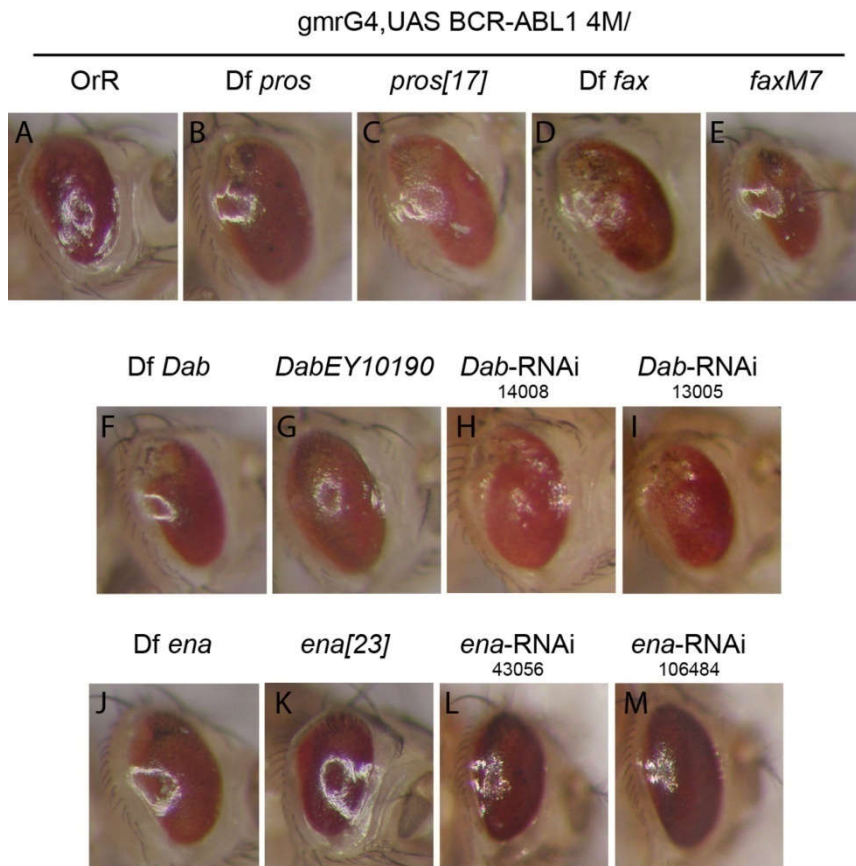 gmrG4,UAS BCR-ABL1 4M/
OrR Df pros pros[17] Df fax faxM7
A B C D E
Df Dab DabEY10190 Dab-RNAi Dab-RNAi
14008 13005
F G H I
Df ena ena[23] ena-RNAi ena-RNAi
43056 106484
J K L M